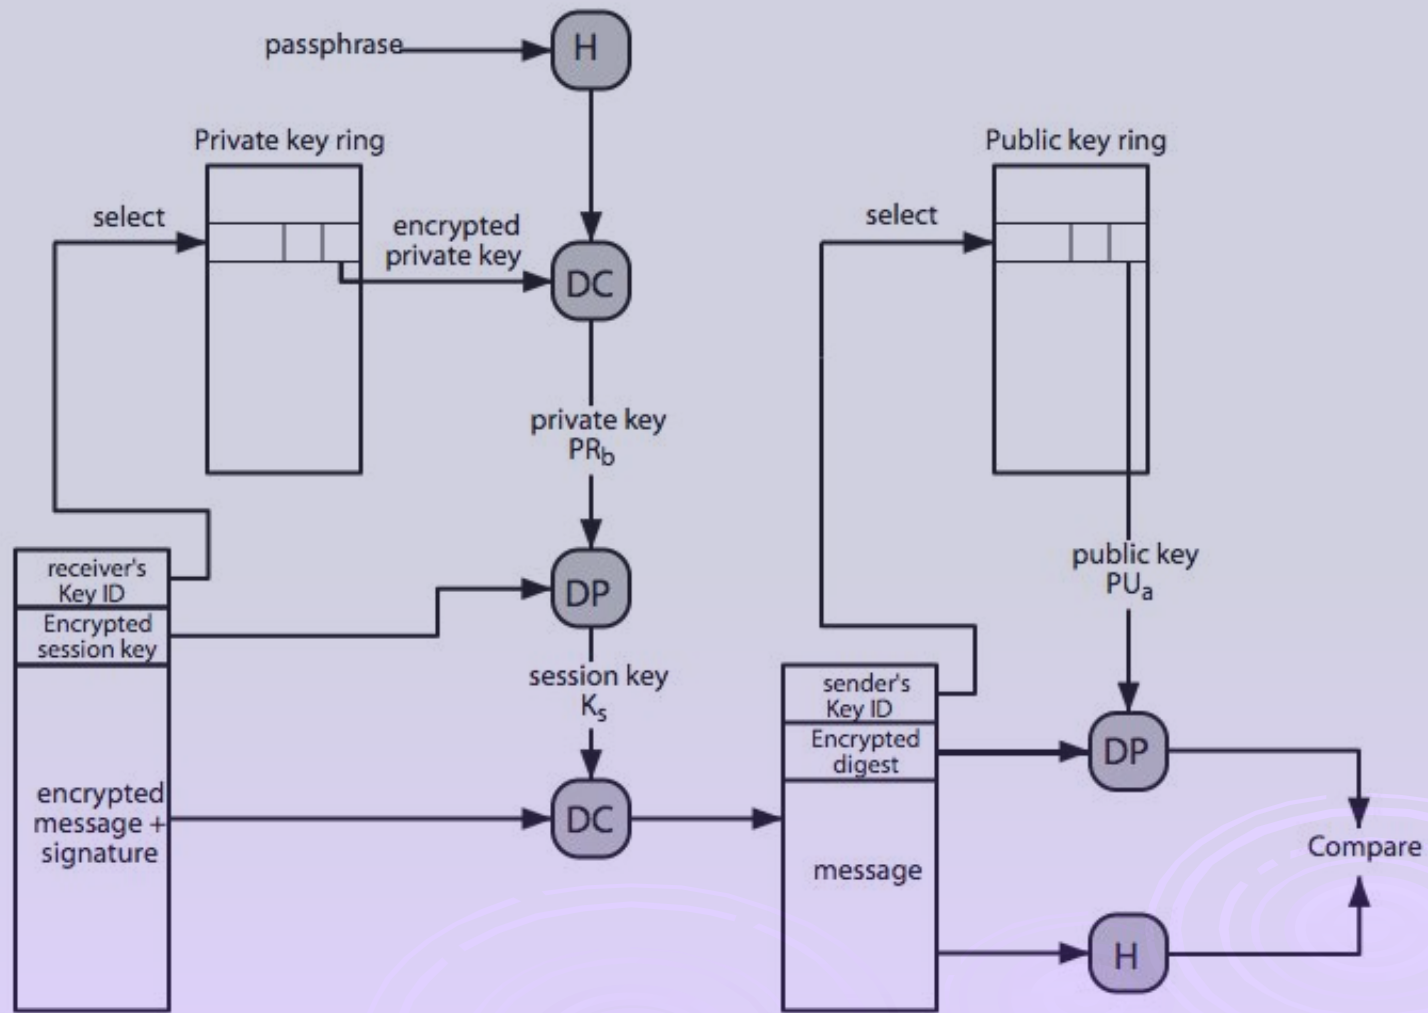 passphrase
H
Private key ring
Public key ring
select
encrypted
private key
select
DC
private key
PRb
receiver's
Key ID
Encrypted
session key
DP
public key
PUa
session key
Ks
sender's
Key ID
Encrypted
digest
DP
encrypted
message +
signature
DC
message
Compare
H